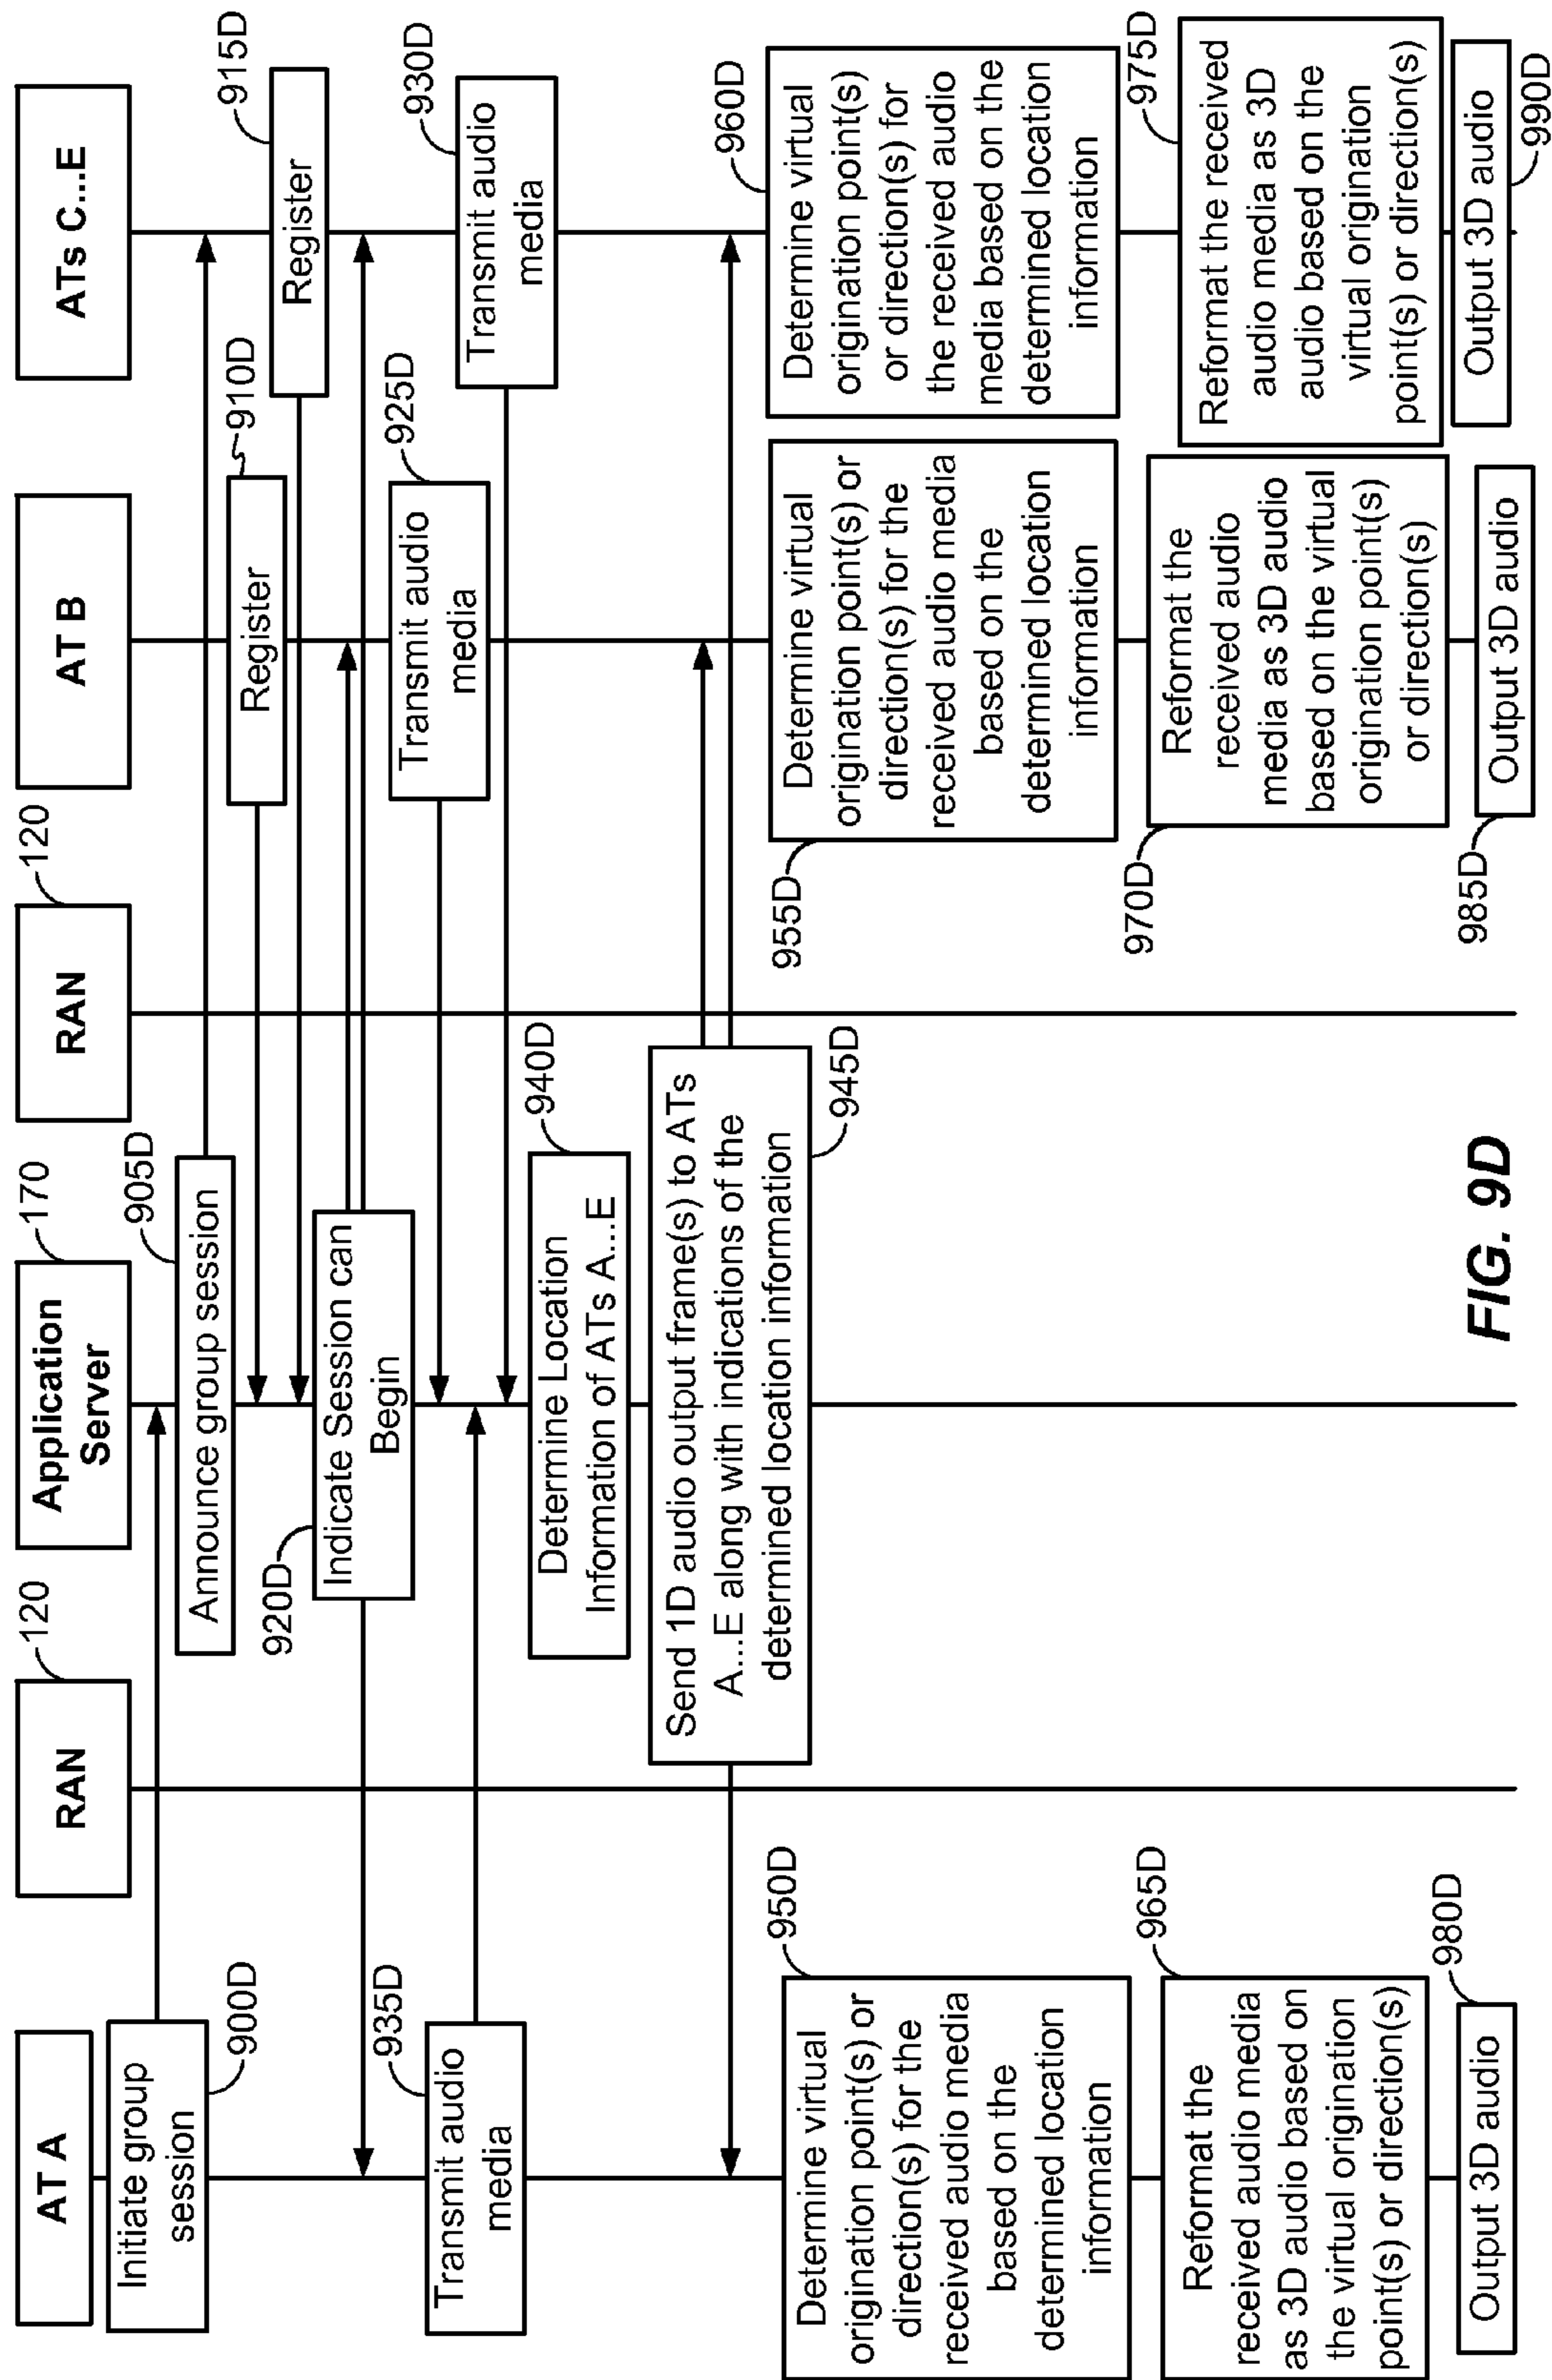 AT A
RAN
120
Application
Server
170
RAN
120
AT B
ATs C...E
Initiate group
session
900D
Announce group session
905D
Register
910D
Register
915D
Indicate Session can
Begin
920D
Transmit audio
media
925D
Transmit audio
media
930D
Transmit audio
media
935D
Determine Location
Information of ATs A...E
940D
Send 1D audio output frame(s) to ATs
A...E along with indications of the
determined location information
945D
Determine virtual
origination point(s) or
direction(s) for the
received audio media
based on the
determined location
information
950D
Determine virtual
origination point(s) or
direction(s) for the
received audio media
based on the
determined location
information
955D
Determine virtual
origination point(s)
or direction(s) for
the received audio
media based on the
determined location
information
960D
Reformat the
received audio media
as 3D audio based on
the virtual origination
point(s) or direction(s)
965D
Reformat the
received audio
media as 3D audio
based on the virtual
origination point(s)
or direction(s)
970D
Reformat the received
audio media as 3D
audio based on the
virtual origination
point(s) or direction(s)
975D
Output 3D audio
980D
Output 3D audio
985D
Output 3D audio
990D
FIG. 9D